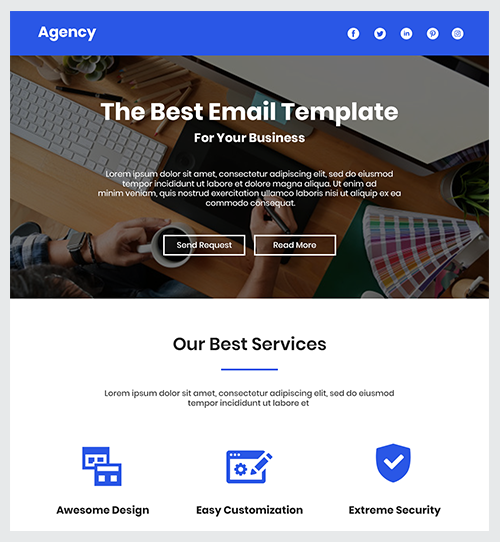 Agency
The Best Email Template
For Your Business
Lorem ipsum dolor sit amet, consectetur adipiscing elit, sed do eiusmod
tempor incididunt ut labore et dolore magna aliqua. Ut enim ad
minim veniam, quis nostrud exercitation ullamco laboris nisi ut aliquip ex ea
commodo consequat.
Send Request
Read More
Our Best Services
Lorem ipsum dolor sit amet, consectetur adipiscing elit, sed do eiusmod
tempor incididunt ut labore et
Awesome Design
Easy Customization
Extreme Security